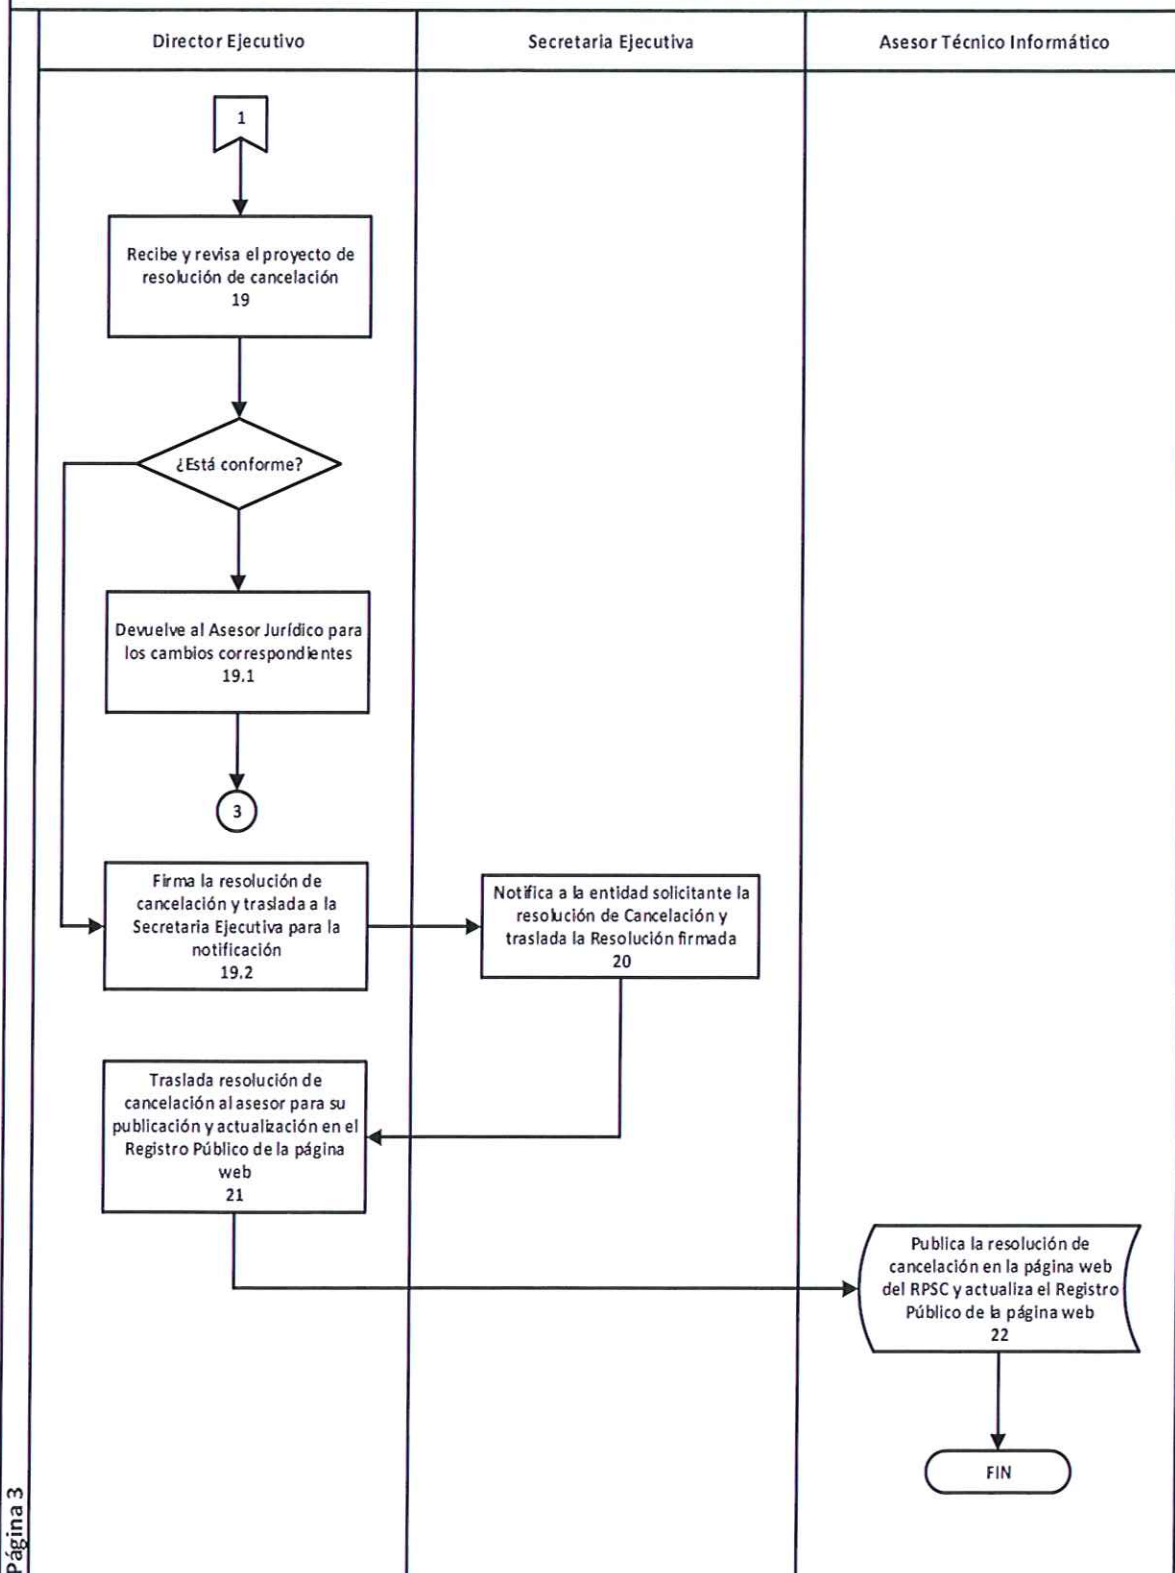 Director Ejecutivo
Secretaria Ejecutiva
Asesor Técnico Informático
1
Recibe y revisa el proyecto de
resolución de cancelación
19
¿Está conforme?
Devuelve al Asesor Jurídico para
los cambios correspondientes
19.1
3
Firma la resolución de
cancelación y traslada a la
Secretaria Ejecutiva para la
notificación
19.2
Notifica a la entidad solicitante la
resolución de Cancelación y
traslada la Resolución firmada
20
Traslada resolución de
cancelación al asesor para su
publicación y actualización en el
Registro Público de la página
web
21
Publica la resolución de
cancelación en la página web
del RPSC y actualiza el Registro
Público de la página web
22
FIN
Página 3